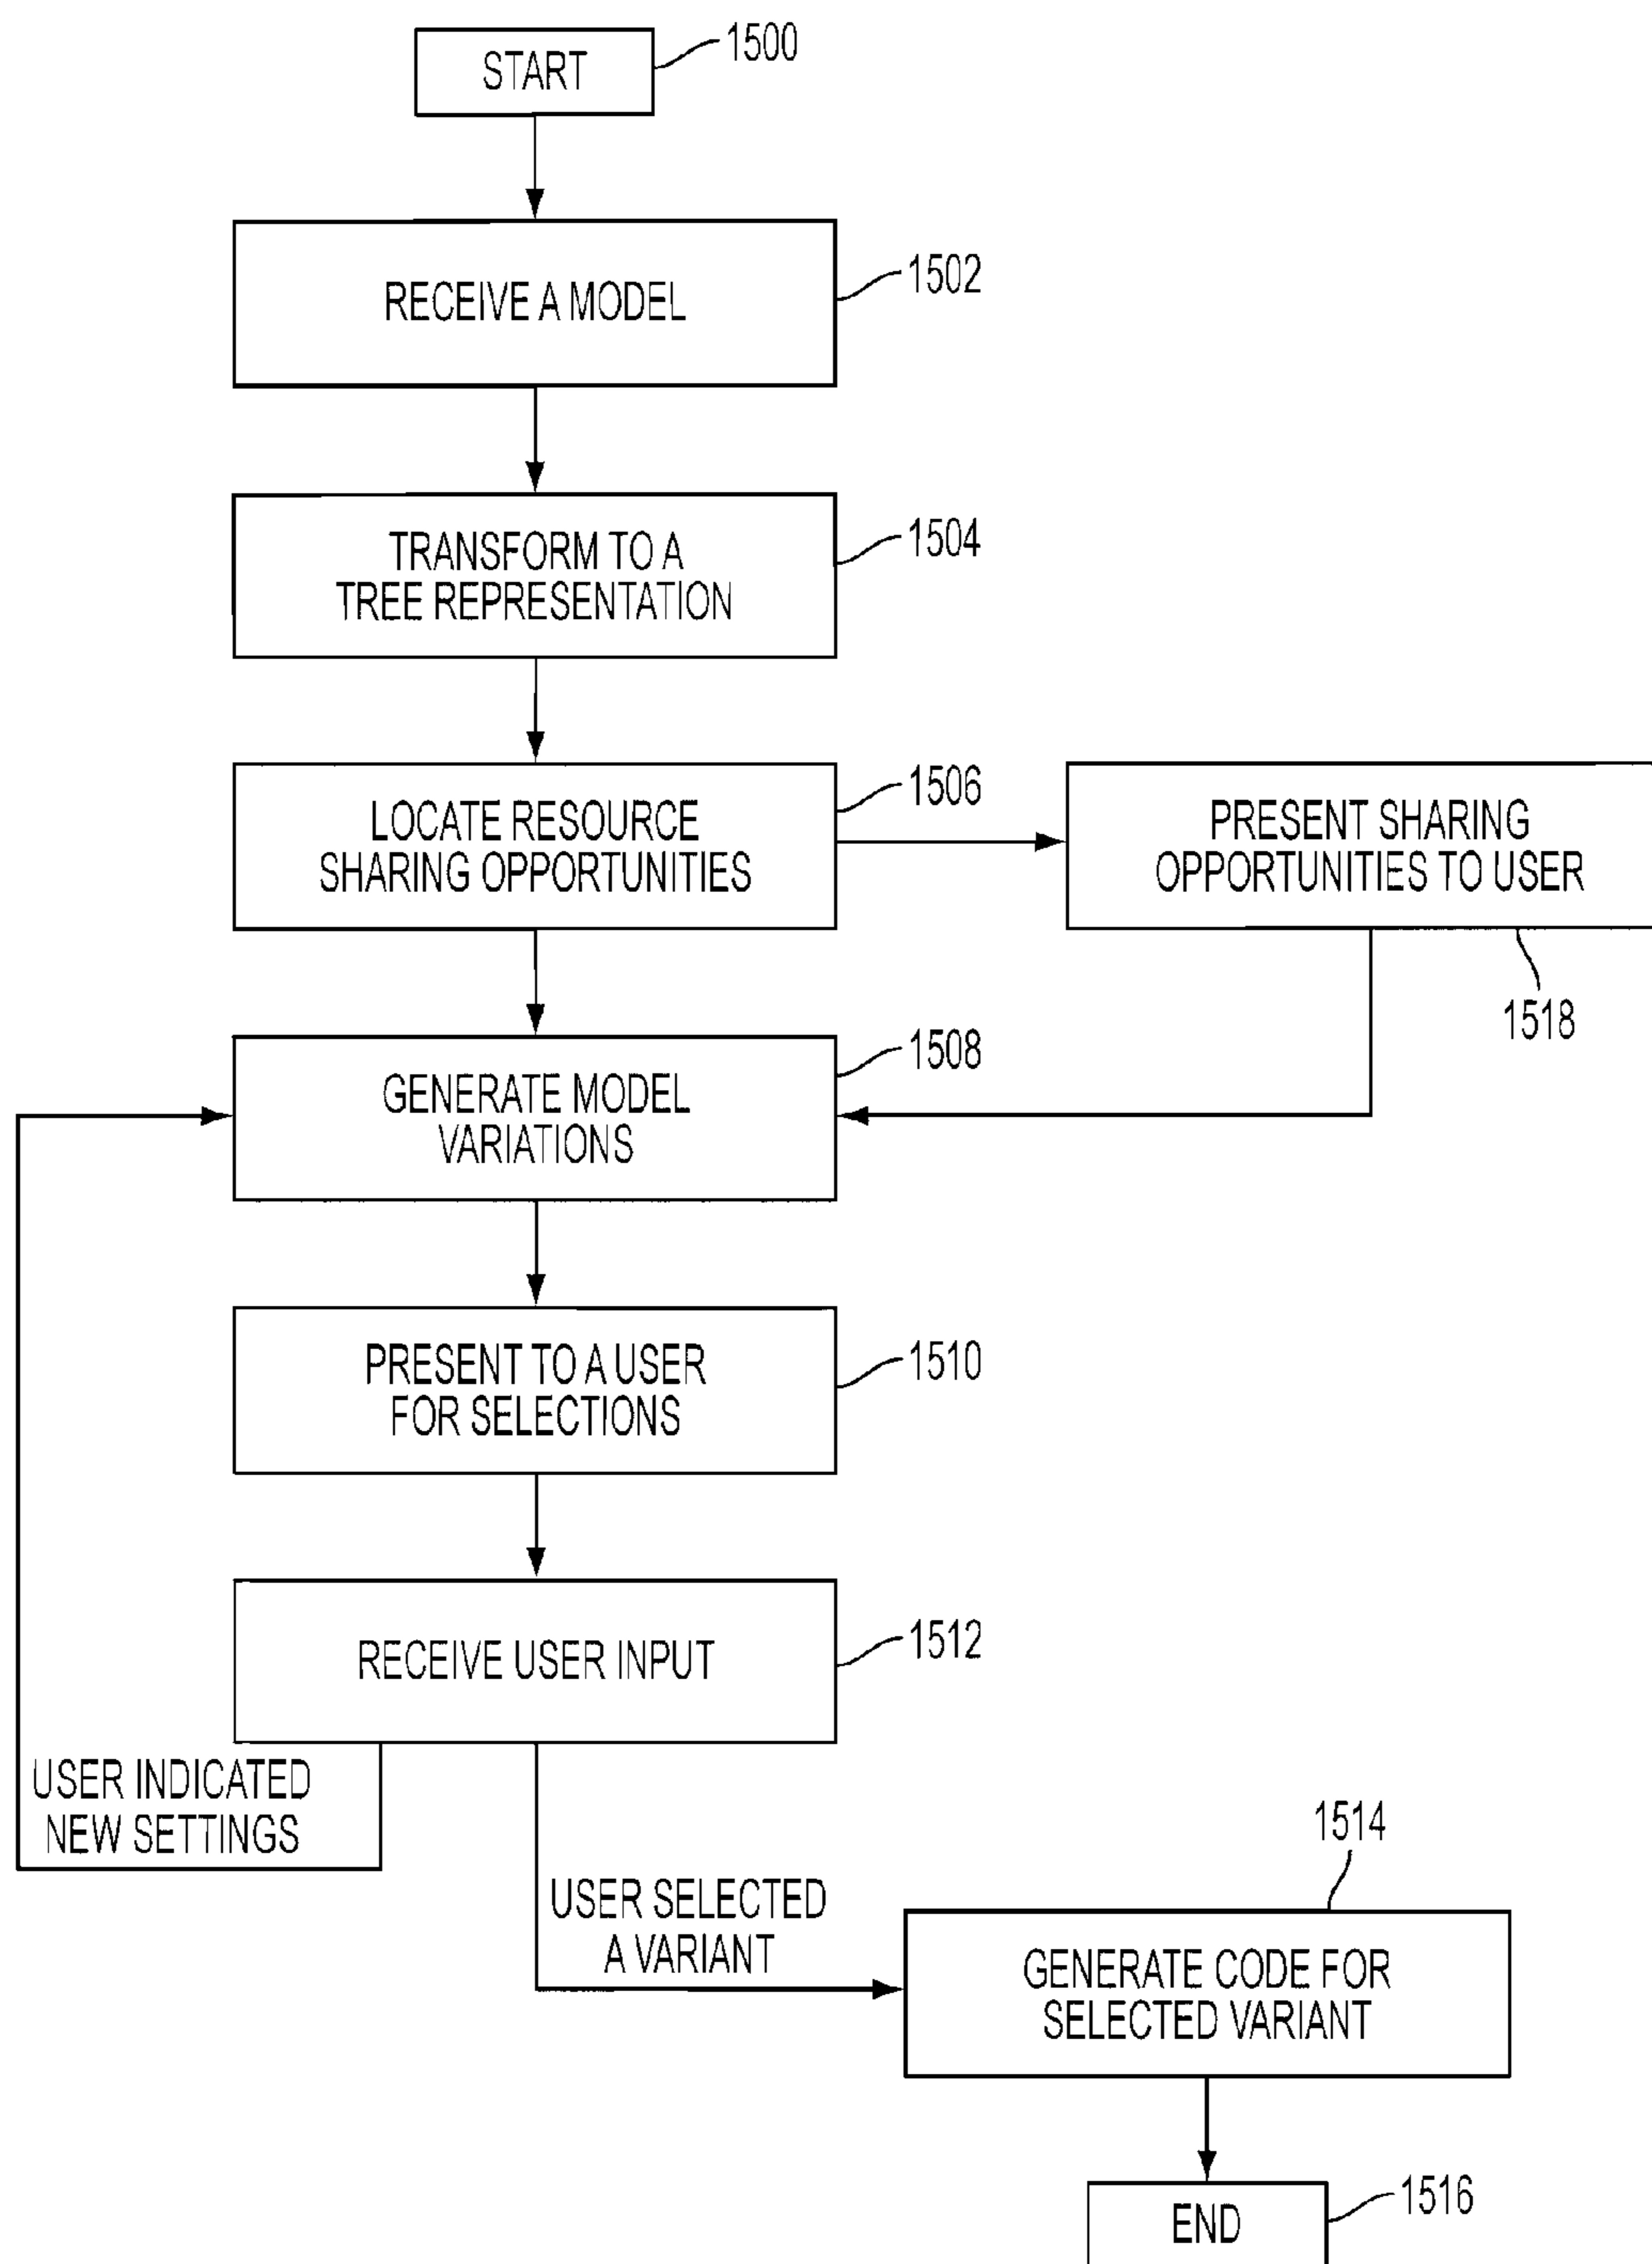 START
1500
RECEIVE A MODEL
1502
TRANSFORM TO A
TREE REPRESENTATION
1504
LOCATE RESOURCE
SHARING OPPORTUNITIES
1506
PRESENT SHARING
OPPORTUNITIES TO USER
1518
GENERATE MODEL
VARIATIONS
1508
PRESENT TO A USER
FOR SELECTIONS
1510
RECEIVE USER INPUT
1512
USER INDICATED
NEW SETTINGS
USER SELECTED
A VARIANT
1514
GENERATE CODE FOR
SELECTED VARIANT
END
1516